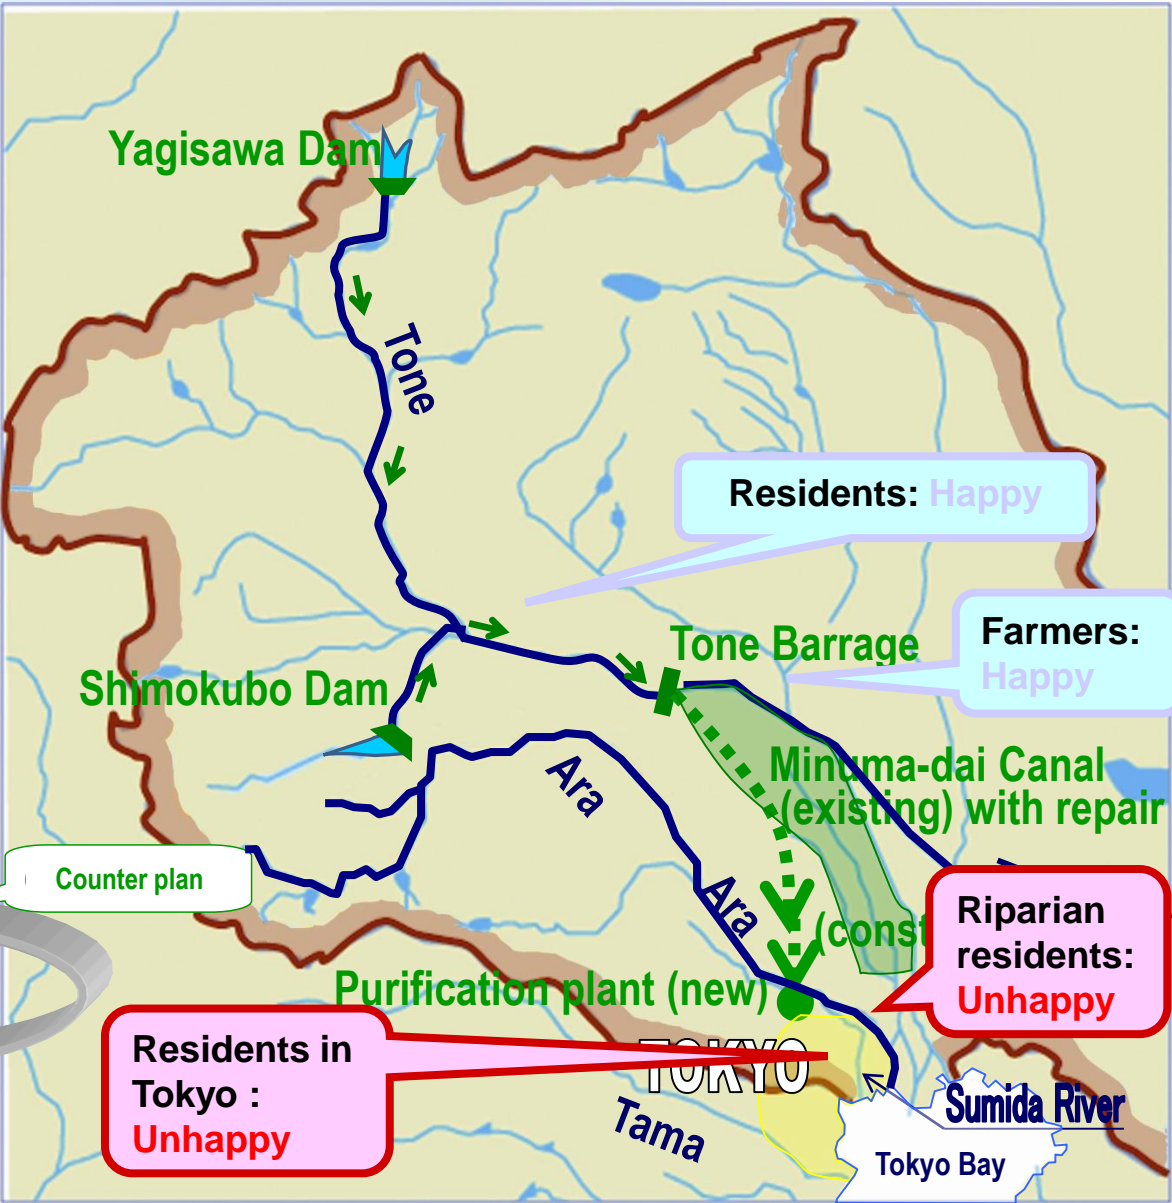 Yagisawa Dam
Tone
Residents: Happy
Tone Barrage
Farmers:
Happy
Shimokubo Dam
Minuma-dai Canal
(existing) with repair
Ara
Counter plan
Ara
(const
Riparian
residents:
Unhappy
Purification plant (new)
Residents in
Tokyo :
Unhappy
TOKYO
Sumida River
Tama
Tokyo Bay